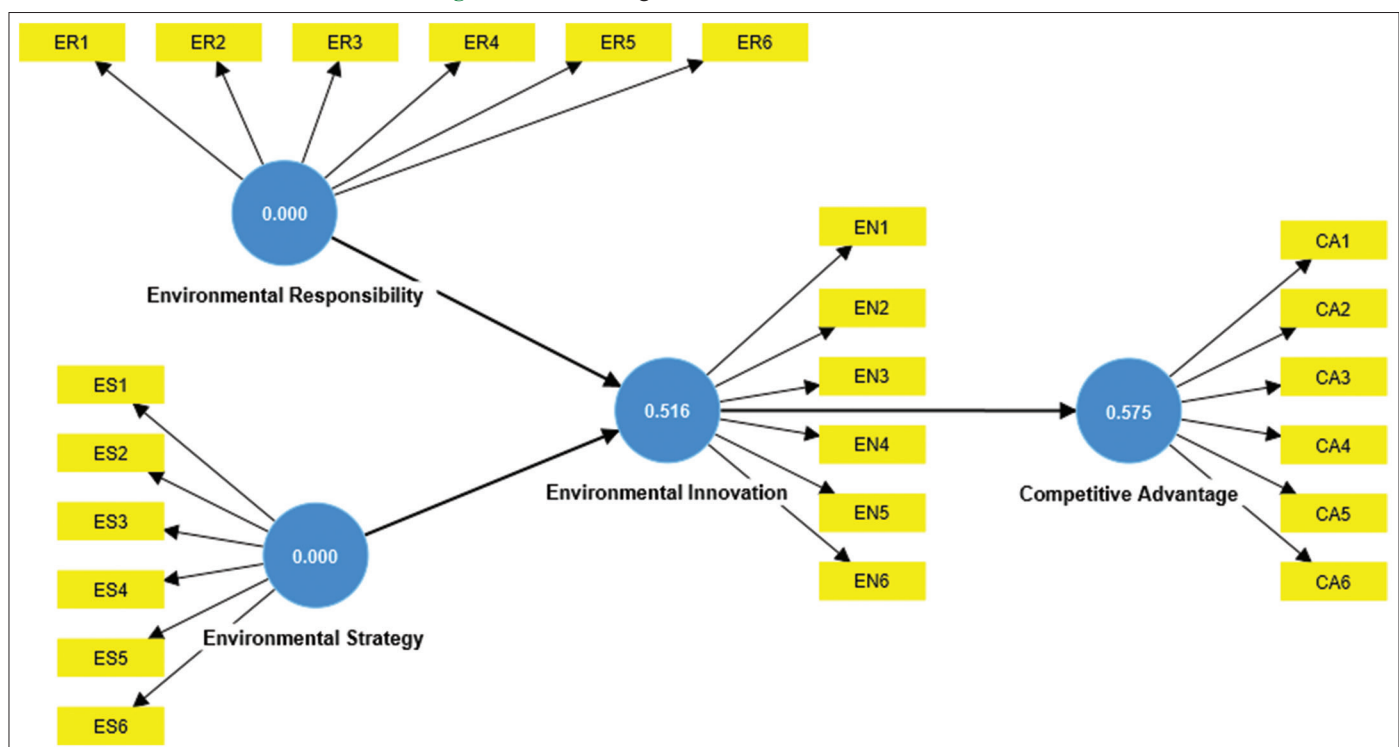 ER1 ER2 ER3 ER4 ER5 ER6
0.000
Environmental Responsibility
ES1
ES2
ES3
ES4
ES5
ES6
0.000
Environmental Strategy
EN1
EN2
EN3
EN4
EN5
EN6
0.516
Environmental Innovation
CA1
CA2
CA3
CA4
CA5
CA6
0.575
Competitive Advantage